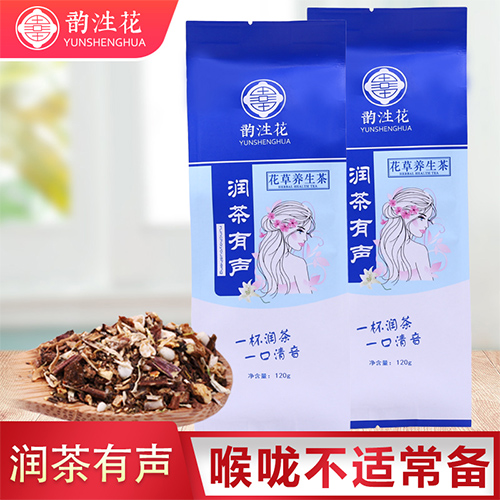 韵泩花
YUNSHENGHUA
韵泩花
YUNSHENGHUA
花草养生茶
HERBAL HEALTH TEA
润茶有声
一杯润茶
一口清音
净含量：120g
韵泩花
YUNSHENGHUA
花草养生茶
HERBAL HEALTH TEA
润茶有声
一杯润茶
一口清音
净含量：120g
润茶有声
喉咙不适常备